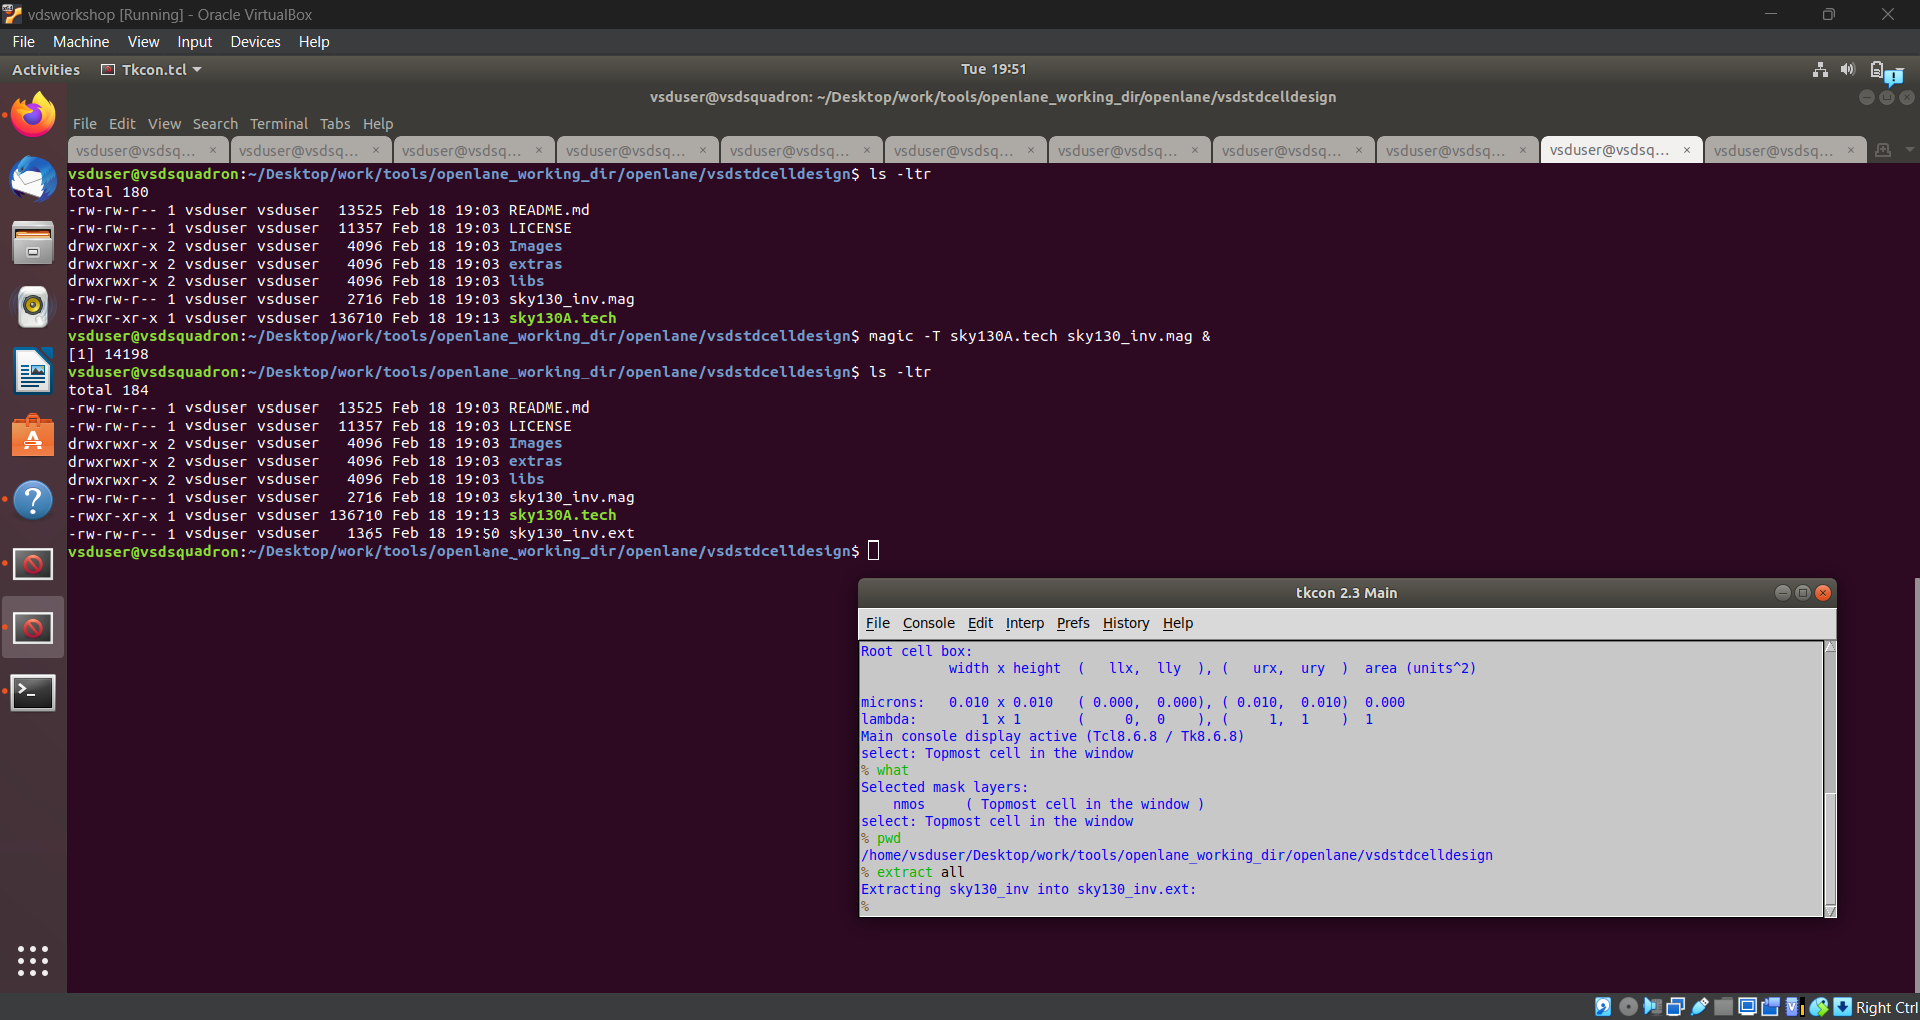 vdsworkshop [Running] - Oracle VirtualBox
File Machine View Input Devices Help
Activities Tkcon.tcl Tue 19:51
vsduser@vsdsquadron: ~/Desktop/work/tools/openlane_working_dir/openlane/vsdstdcelldesign
File Edit View Search Terminal Tabs Help
vsduser@vsdsq... × vsduser@vsdsq... × vsduser@vsdsq... × vsduser@vsdsq... × vsduser@vsdsq... × vsduser@vsdsq... × vsduser@vsdsq... × vsduser@vsdsq... × vsduser@vsdsq... × vsduser@vsdsq... × vsduser@vsdsq... ×
vsduser@vsdsquadron:~/Desktop/work/tools/openlane_working_dir/openlane/vsdstdcelldesign$ ls -ltr
total 180
-rw-rw-r-- 1 vsduser vsduser  13525 Feb 18 19:03 README.md
-rw-rw-r-- 1 vsduser vsduser  11357 Feb 18 19:03 LICENSE
drwxrwxr-x 2 vsduser vsduser   4096 Feb 18 19:03 Images
drwxrwxr-x 2 vsduser vsduser   4096 Feb 18 19:03 extras
drwxrwxr-x 2 vsduser vsduser   4096 Feb 18 19:03 libs
-rw-rw-r-- 1 vsduser vsduser   2716 Feb 18 19:03 sky130_inv.mag
-rwxr-xr-x 1 vsduser vsduser 136710 Feb 18 19:13 sky130A.tech
vsduser@vsdsquadron:~/Desktop/work/tools/openlane_working_dir/openlane/vsdstdcelldesign$ magic -T sky130A.tech sky130_inv.mag &
[1] 14198
vsduser@vsdsquadron:~/Desktop/work/tools/openlane_working_dir/openlane/vsdstdcelldesign$ ls -ltr
total 184
-rw-rw-r-- 1 vsduser vsduser  13525 Feb 18 19:03 README.md
-rw-rw-r-- 1 vsduser vsduser  11357 Feb 18 19:03 LICENSE
drwxrwxr-x 2 vsduser vsduser   4096 Feb 18 19:03 Images
drwxrwxr-x 2 vsduser vsduser   4096 Feb 18 19:03 extras
drwxrwxr-x 2 vsduser vsduser   4096 Feb 18 19:03 libs
-rw-rw-r-- 1 vsduser vsduser   2716 Feb 18 19:03 sky130_inv.mag
-rwxr-xr-x 1 vsduser vsduser 136710 Feb 18 19:13 sky130A.tech
-rw-rw-r-- 1 vsduser vsduser   1365 Feb 18 19:50 sky130_inv.ext
vsduser@vsdsquadron:~/Desktop/work/tools/openlane_working_dir/openlane/vsdstdcelldesign$
tkcon 2.3 Main
File Console Edit Interp Prefs History Help
Root cell box:
width x height  (   llx,  lly  ), (   urx,  ury  )  area (units^2)
microns:   0.010 x 0.010   ( 0.000,  0.000), ( 0.010,  0.010)  0.000
lambda:        1 x 1       (     0,  0    ), (     1,  1    )  1
Main console display active (Tcl8.6.8 / Tk8.6.8)
select: Topmost cell in the window
% what
Selected mask layers:
nmos     ( Topmost cell in the window )
select: Topmost cell in the window
% pwd
/home/vsduser/Desktop/work/tools/openlane_working_dir/openlane/vsdstdcelldesign
% extract all
Extracting sky130_inv into sky130_inv.ext:
%
Right Ctrl